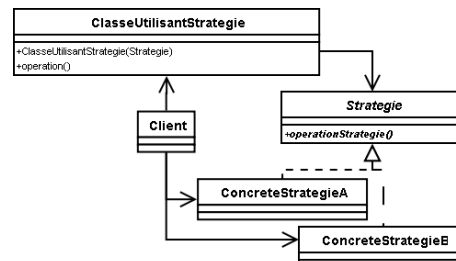 ClasseUtilisantStrategie
+ClasseUtilisantStrategie(Strategie)
+operation()
Strategie
+operationStrategie()
Client
ConcreteStrategieA
ConcreteStrategieB